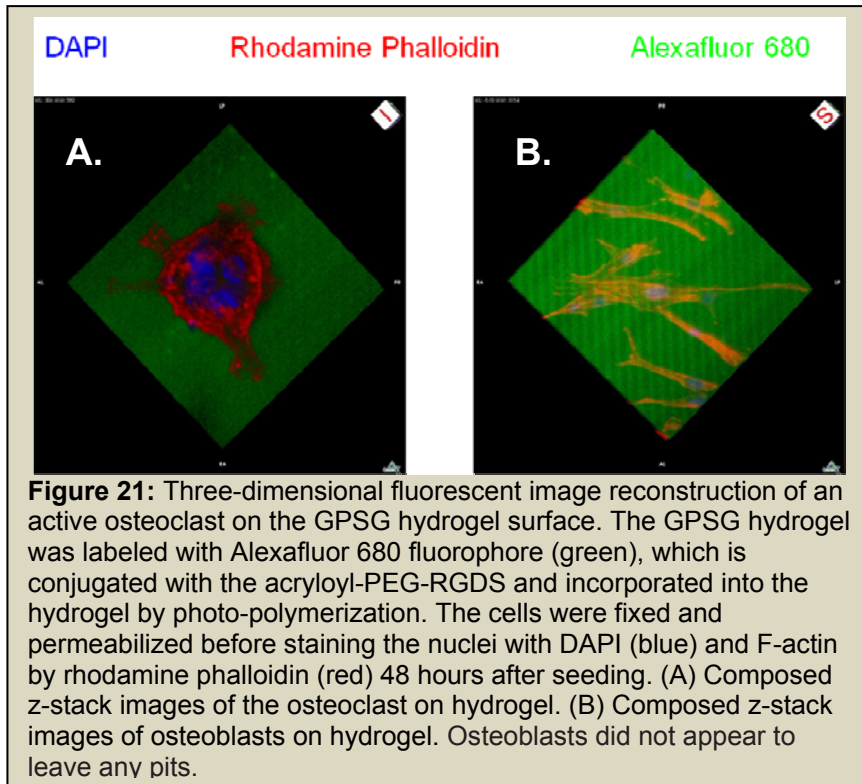 DAPI Rhodamine Phalloidin Alexafluor 680
A. B.
I S
Figure 21: Three-dimensional fluorescent image reconstruction of an
active osteoclast on the GPSG hydrogel surface. The GPSG hydrogel
was labeled with Alexafluor 680 fluorophore (green), which is
conjugated with the acryloyl-PEG-RGDS and incorporated into the
hydrogel by photo-polymerization. The cells were fixed and
permeabilized before staining the nuclei with DAPI (blue) and F-actin
by rhodamine phalloidin (red) 48 hours after seeding. (A) Composed
z-stack images of the osteoclast on hydrogel. (B) Composed z-stack
images of osteoblasts on hydrogel. Osteoblasts did not appear to
leave any pits.